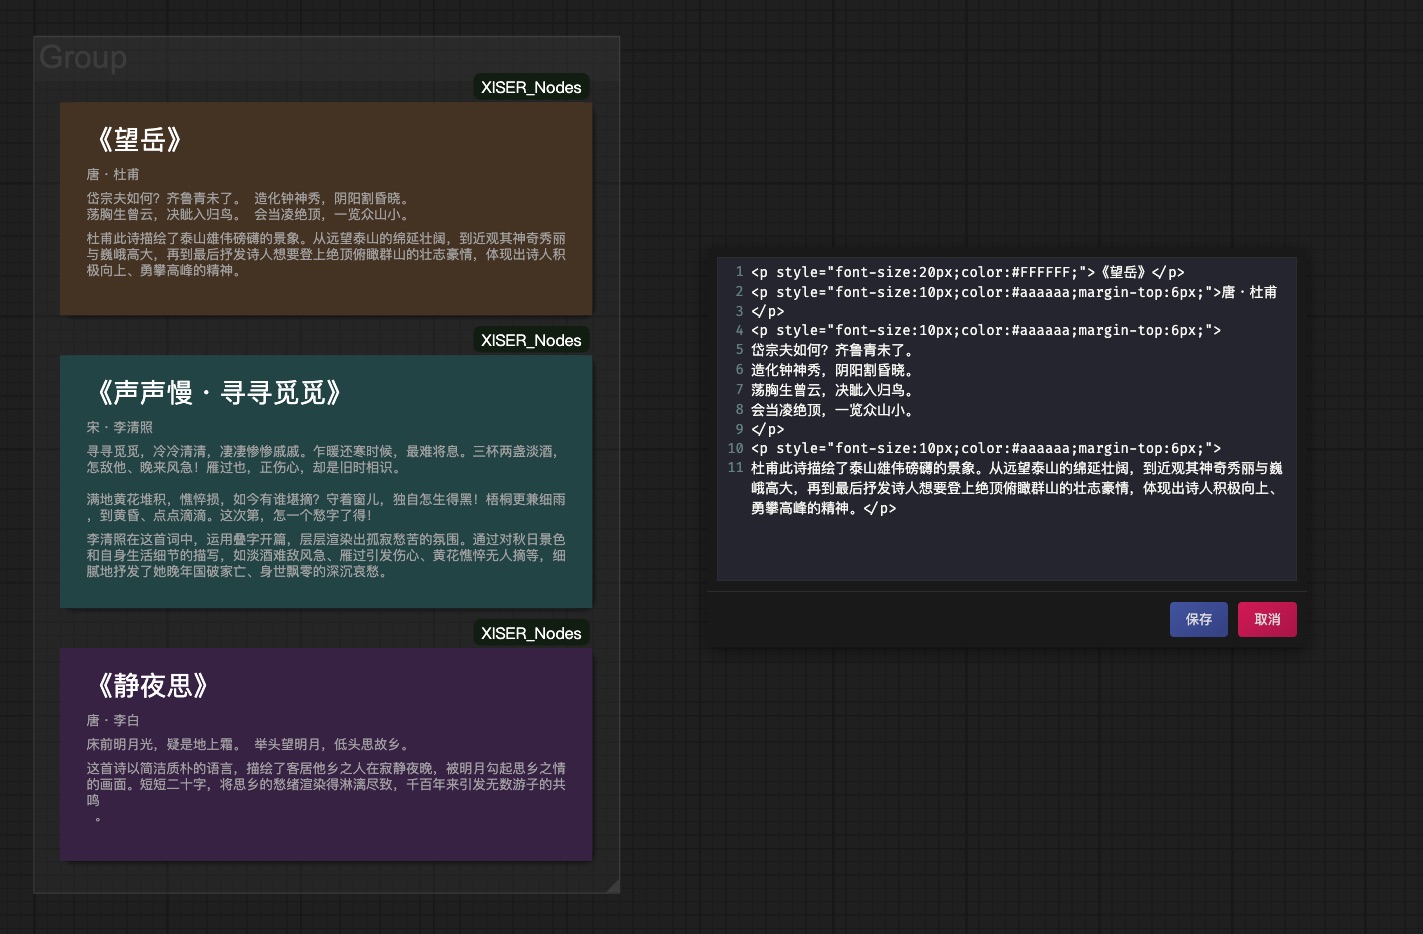 Group
XISER_Nodes
《望岳》
唐 · 杜甫
岱宗夫如何？齐鲁青未了。 造化钟神秀，阴阳割昏晓。
荡胸生曾云，决眦入归鸟。 会当凌绝顶，一览众山小。
杜甫此诗描绘了泰山雄伟磅礴的景象。从远望泰山的绵延壮阔，到近观其神奇秀丽
与巍峨高大，再到最后抒发诗人想要登上绝顶俯瞰群山的壮志豪情，体现出诗人积
极向上、勇攀高峰的精神。
XISER_Nodes
《声声慢 · 寻寻觅觅》
宋 · 李清照
寻寻觅觅，冷冷清清，凄凄惨惨戚戚。乍暖还寒时候，最难将息。三杯两盏淡酒，
怎敌他、晚来风急！雁过也，正伤心，却是旧时相识。
满地黄花堆积，憔悴损，如今有谁堪摘？守着窗儿，独自怎生得黑！梧桐更兼细雨
，到黄昏、点点滴滴。这次第，怎一个愁字了得！
李清照在这首词中，运用叠字开篇，层层渲染出孤寂愁苦的氛围。通过对秋日景色
和自身生活细节的描写，如淡酒难敌风急、雁过引发伤心、黄花憔悴无人摘等，细
腻地抒发了她晚年国破家亡、身世飘零的深沉哀愁。
XISER_Nodes
《静夜思》
唐 · 李白
床前明月光，疑是地上霜。 举头望明月，低头思故乡。
这首诗以简洁质朴的语言，描绘了客居他乡之人在寂静夜晚，被明月勾起思乡之情
的画面。短短二十字，将思乡的愁绪渲染得淋漓尽致，千百年来引发无数游子的共
鸣
。
1 <p style="font-size:20px;color:#FFFFFF;">《望岳》</p>
2 <p style="font-size:10px;color:#aaaaaa;margin-top:6px;">唐 · 杜甫
3 </p>
4 <p style="font-size:10px;color:#aaaaaa;margin-top:6px;">
5 岱宗夫如何？齐鲁青未了。
6 造化钟神秀，阴阳割昏晓。
7 荡胸生曾云，决眦入归鸟。
8 会当凌绝顶，一览众山小。
9 </p>
10 <p style="font-size:10px;color:#aaaaaa;margin-top:6px;">
11 杜甫此诗描绘了泰山雄伟磅礴的景象。从远望泰山的绵延壮阔，到近观其神奇秀丽与巍
峨高大，再到最后抒发诗人想要登上绝顶俯瞰群山的壮志豪情，体现出诗人积极向上、
勇攀高峰的精神。</p>
保存
取消